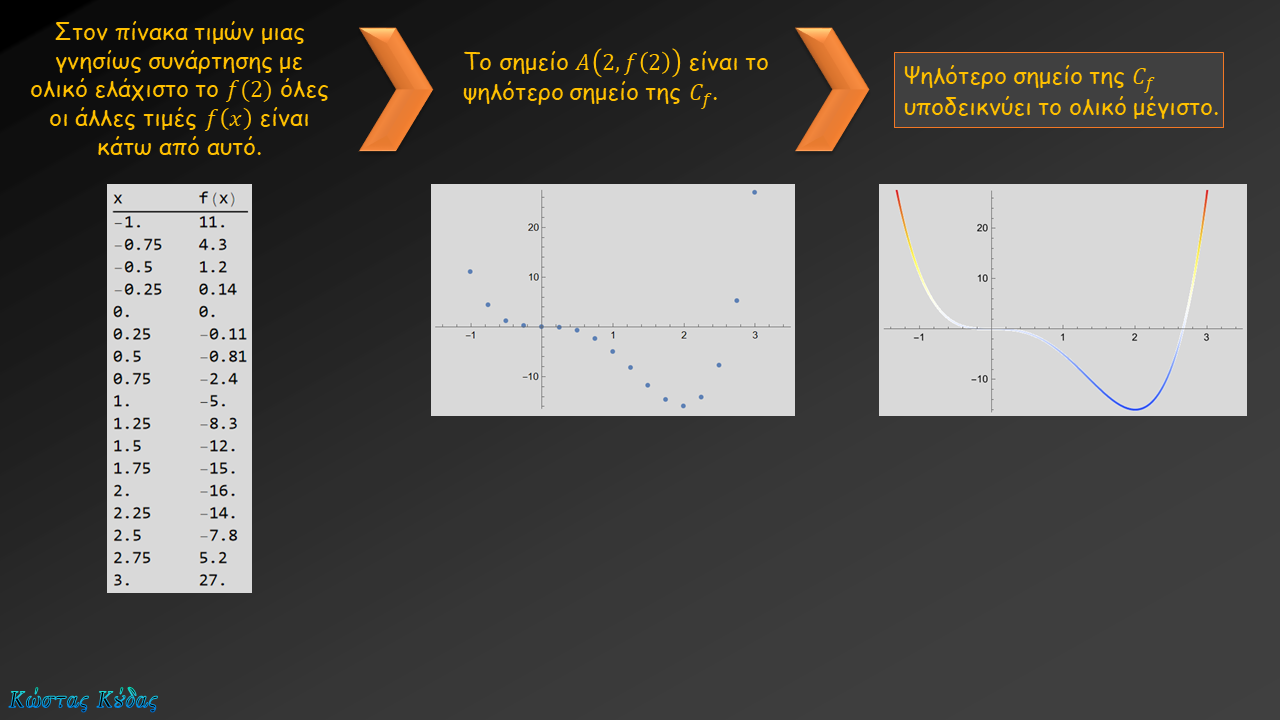 Στον πίνακα τιμών μιας
γνησίως συνάρτησης με
ολικό ελάχιστο το f(2) όλες
οι άλλες τιμές f(x) είναι
κάτω από αυτό.
Το σημείο A(2, f(2)) είναι το
ψηλότερο σημείο της C_f.
Ψηλότερο σημείο της C_f
υποδεικνύει το ολικό μέγιστο.
x f(x)
-1. 11.
-0.75 4.3
-0.5 1.2
-0.25 0.14
0. 0.
0.25 -0.11
0.5 -0.81
0.75 -2.4
1. -5.
1.25 -8.3
1.5 -12.
1.75 -15.
2. -16.
2.25 -14.
2.5 -7.8
2.75 5.2
3. 27.
20
10
-1 1 2 3
-10
20
10
-1 1 2 3
-10
Κώστας Κύδας